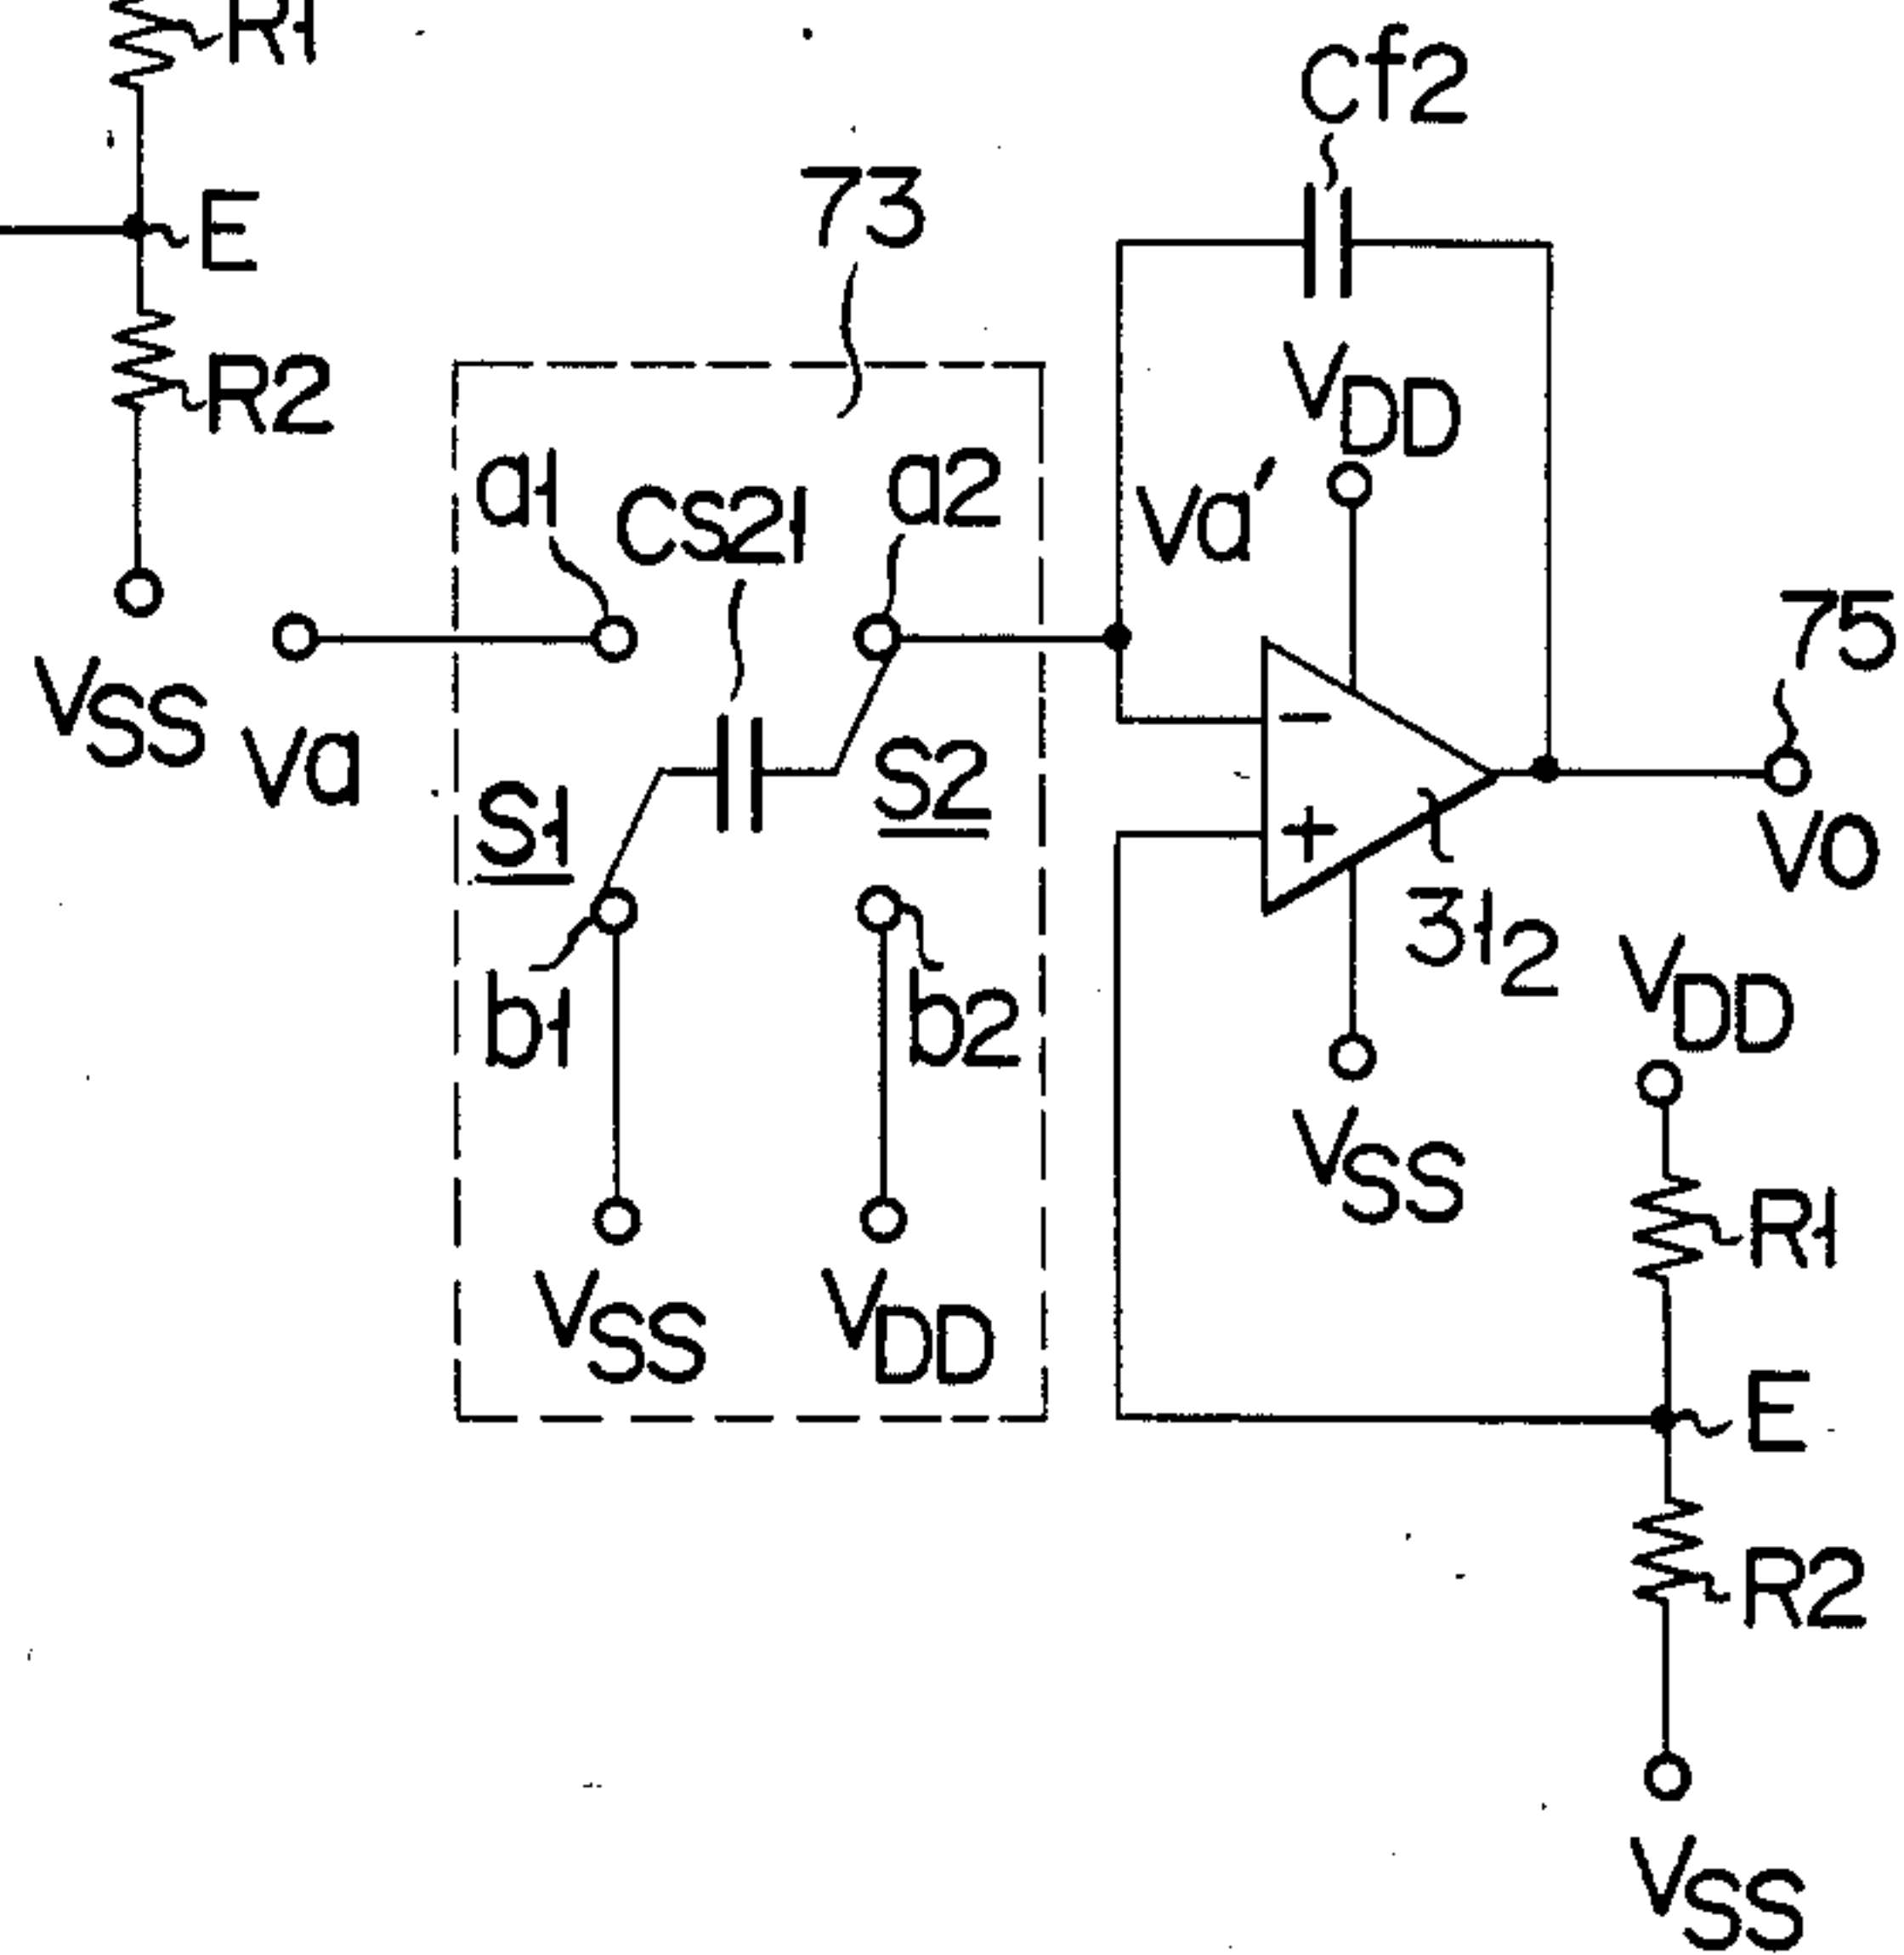 R1
Cf2
73
E
VDD
R2
a1
Cs21
a2
Va'
75
VSS
Va
S1
S2
VO
312
VDD
b1
b2
VSS
R1
VSS
VDD
E
R2
VSS